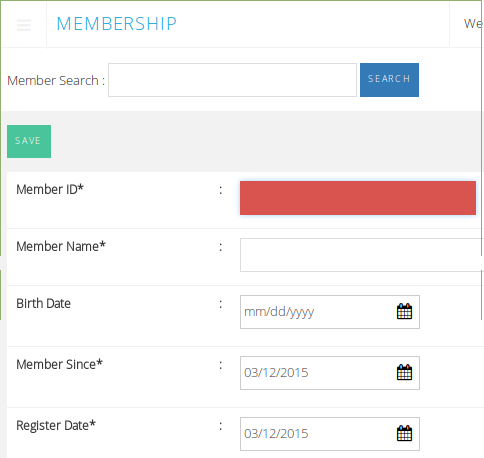 MEMBERSHIP
We
Member Search :
SEARCH
SAVE
Member ID* :
Member Name* :
Birth Date : mm/dd/yyyy
Member Since* : 03/12/2015
Register Date* : 03/12/2015